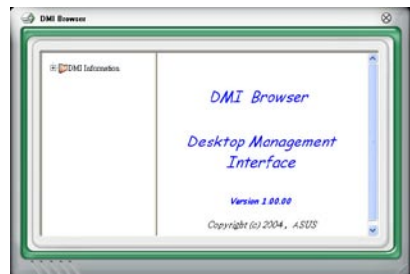 DMI Browser
DMI Information
DMI Browser
Desktop Management
Interface
Version 1.00.00
Copyright (c) 2004, ASUS